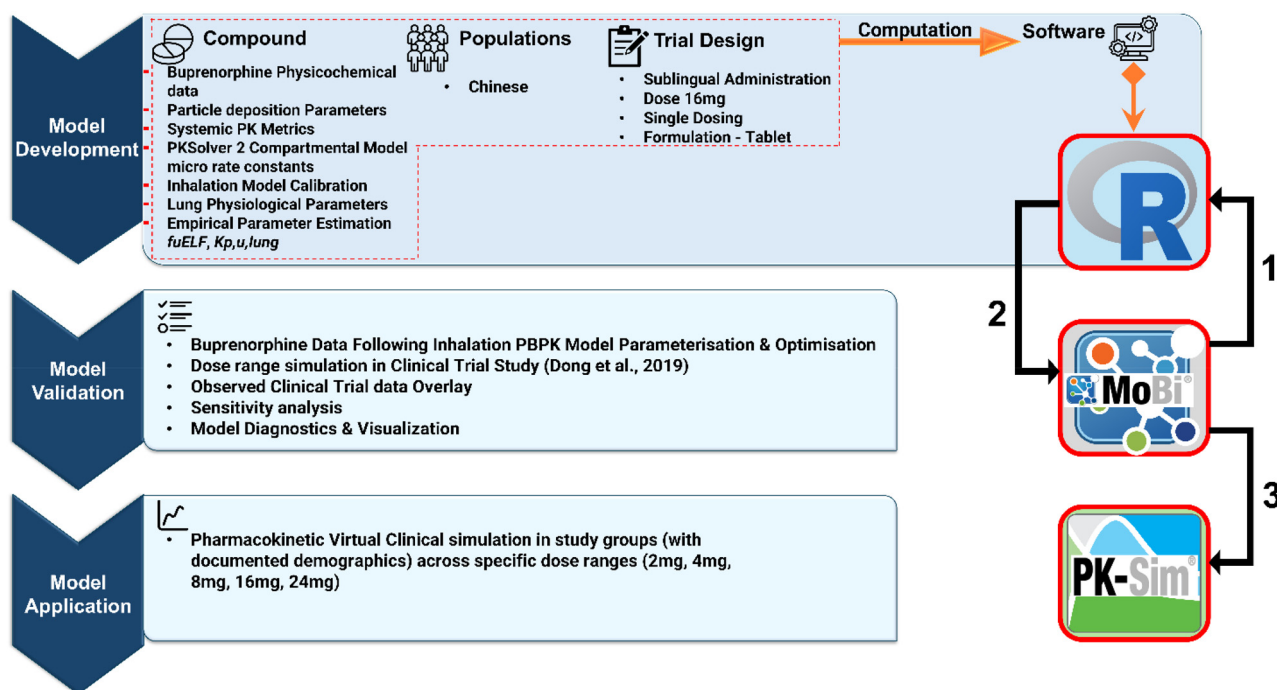 Model
Development
Compound
Buprenorphine Physicochemical
data
Particle deposition Parameters
Systemic PK Metrics
PKSolver 2 Compartmental Model
micro rate constants
Inhalation Model Calibration
Lung Physiological Parameters
Empirical Parameter Estimation
fuELF, Kp,u,lung
Populations
• Chinese
Trial Design
• Sublingual Administration
• Dose 16mg
• Single Dosing
• Formulation - Tablet
Computation
Software
</>
R
1
2
Model
Validation
• Buprenorphine Data Following Inhalation PBPK Model Parameterisation & Optimisation
• Dose range simulation in Clinical Trial Study (Dong et al., 2019)
• Observed Clinical Trial data Overlay
• Sensitivity analysis
• Model Diagnostics & Visualization
MoBi®
3
Model
Application
• Pharmacokinetic Virtual Clinical simulation in study groups (with
documented demographics) across specific dose ranges (2mg, 4mg,
8mg, 16mg, 24mg)
PK-Sim®